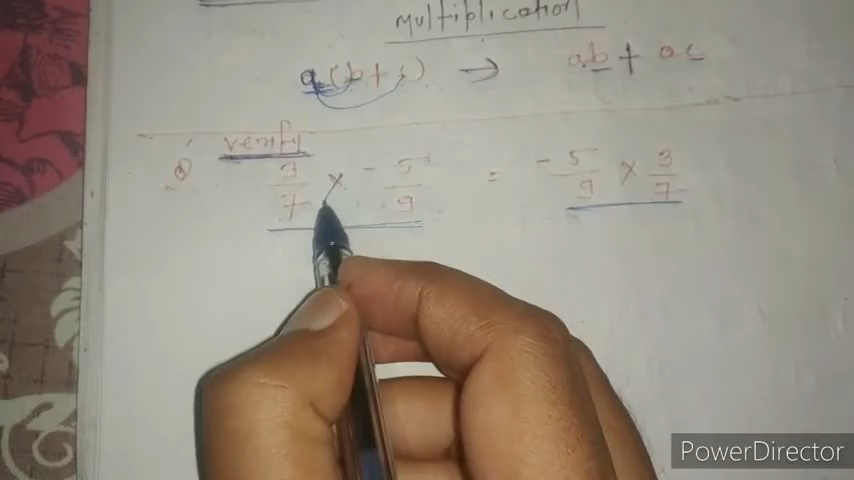 Multiplication
a(b+c) → ab + ac
Q verify
3/7 × -5/9 = -5/9 × 3/7
PowerDirector